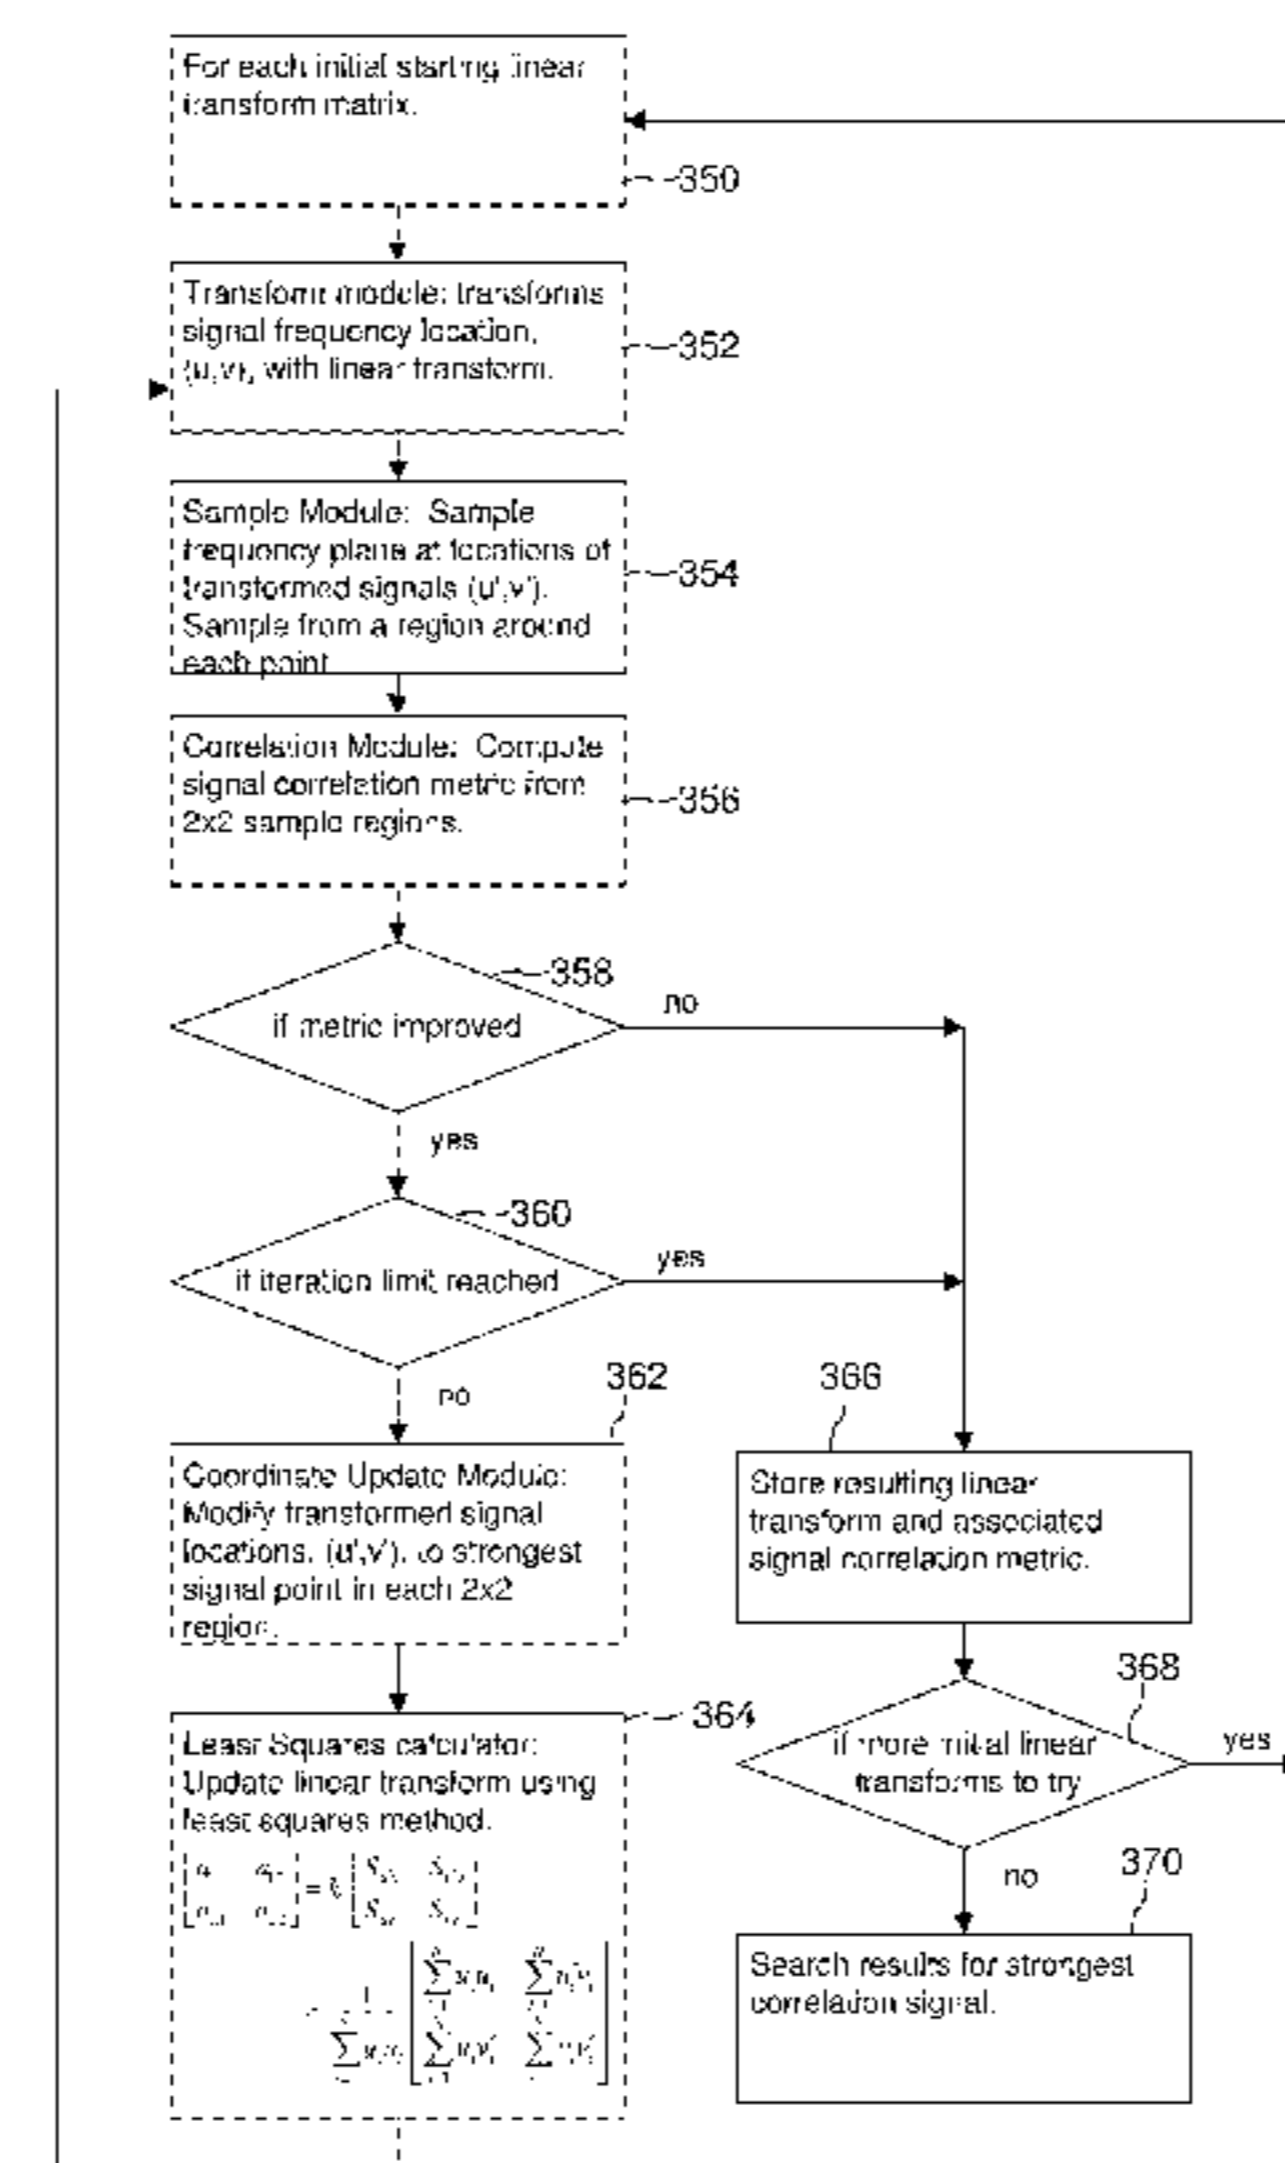 For each initial starting linear
transform matrix.
350
Transform module: transforms
signal frequency location,
(u,v), with linear transform.
352
Sample Module: Sample
frequency plane at locations of
transformed signals (u',v').
Sample from a region around
each point
354
Correlation Module: Compute
signal correlation metric from
2x2 sample regions.
356
358
if metric improved
no
yes
360
if iteration limit reached
yes
no
362
Coordinate Update Module:
Modify transformed signal
locations, (u',v'), to strongest
signal point in each 2x2
region.
364
Least Squares calculator:
Update linear transform using
least squares method.
366
Store resulting linear
transform and associated
signal correlation metric.
368
if more initial linear
transforms to try
yes
no
370
Search results for strongest
correlation signal.